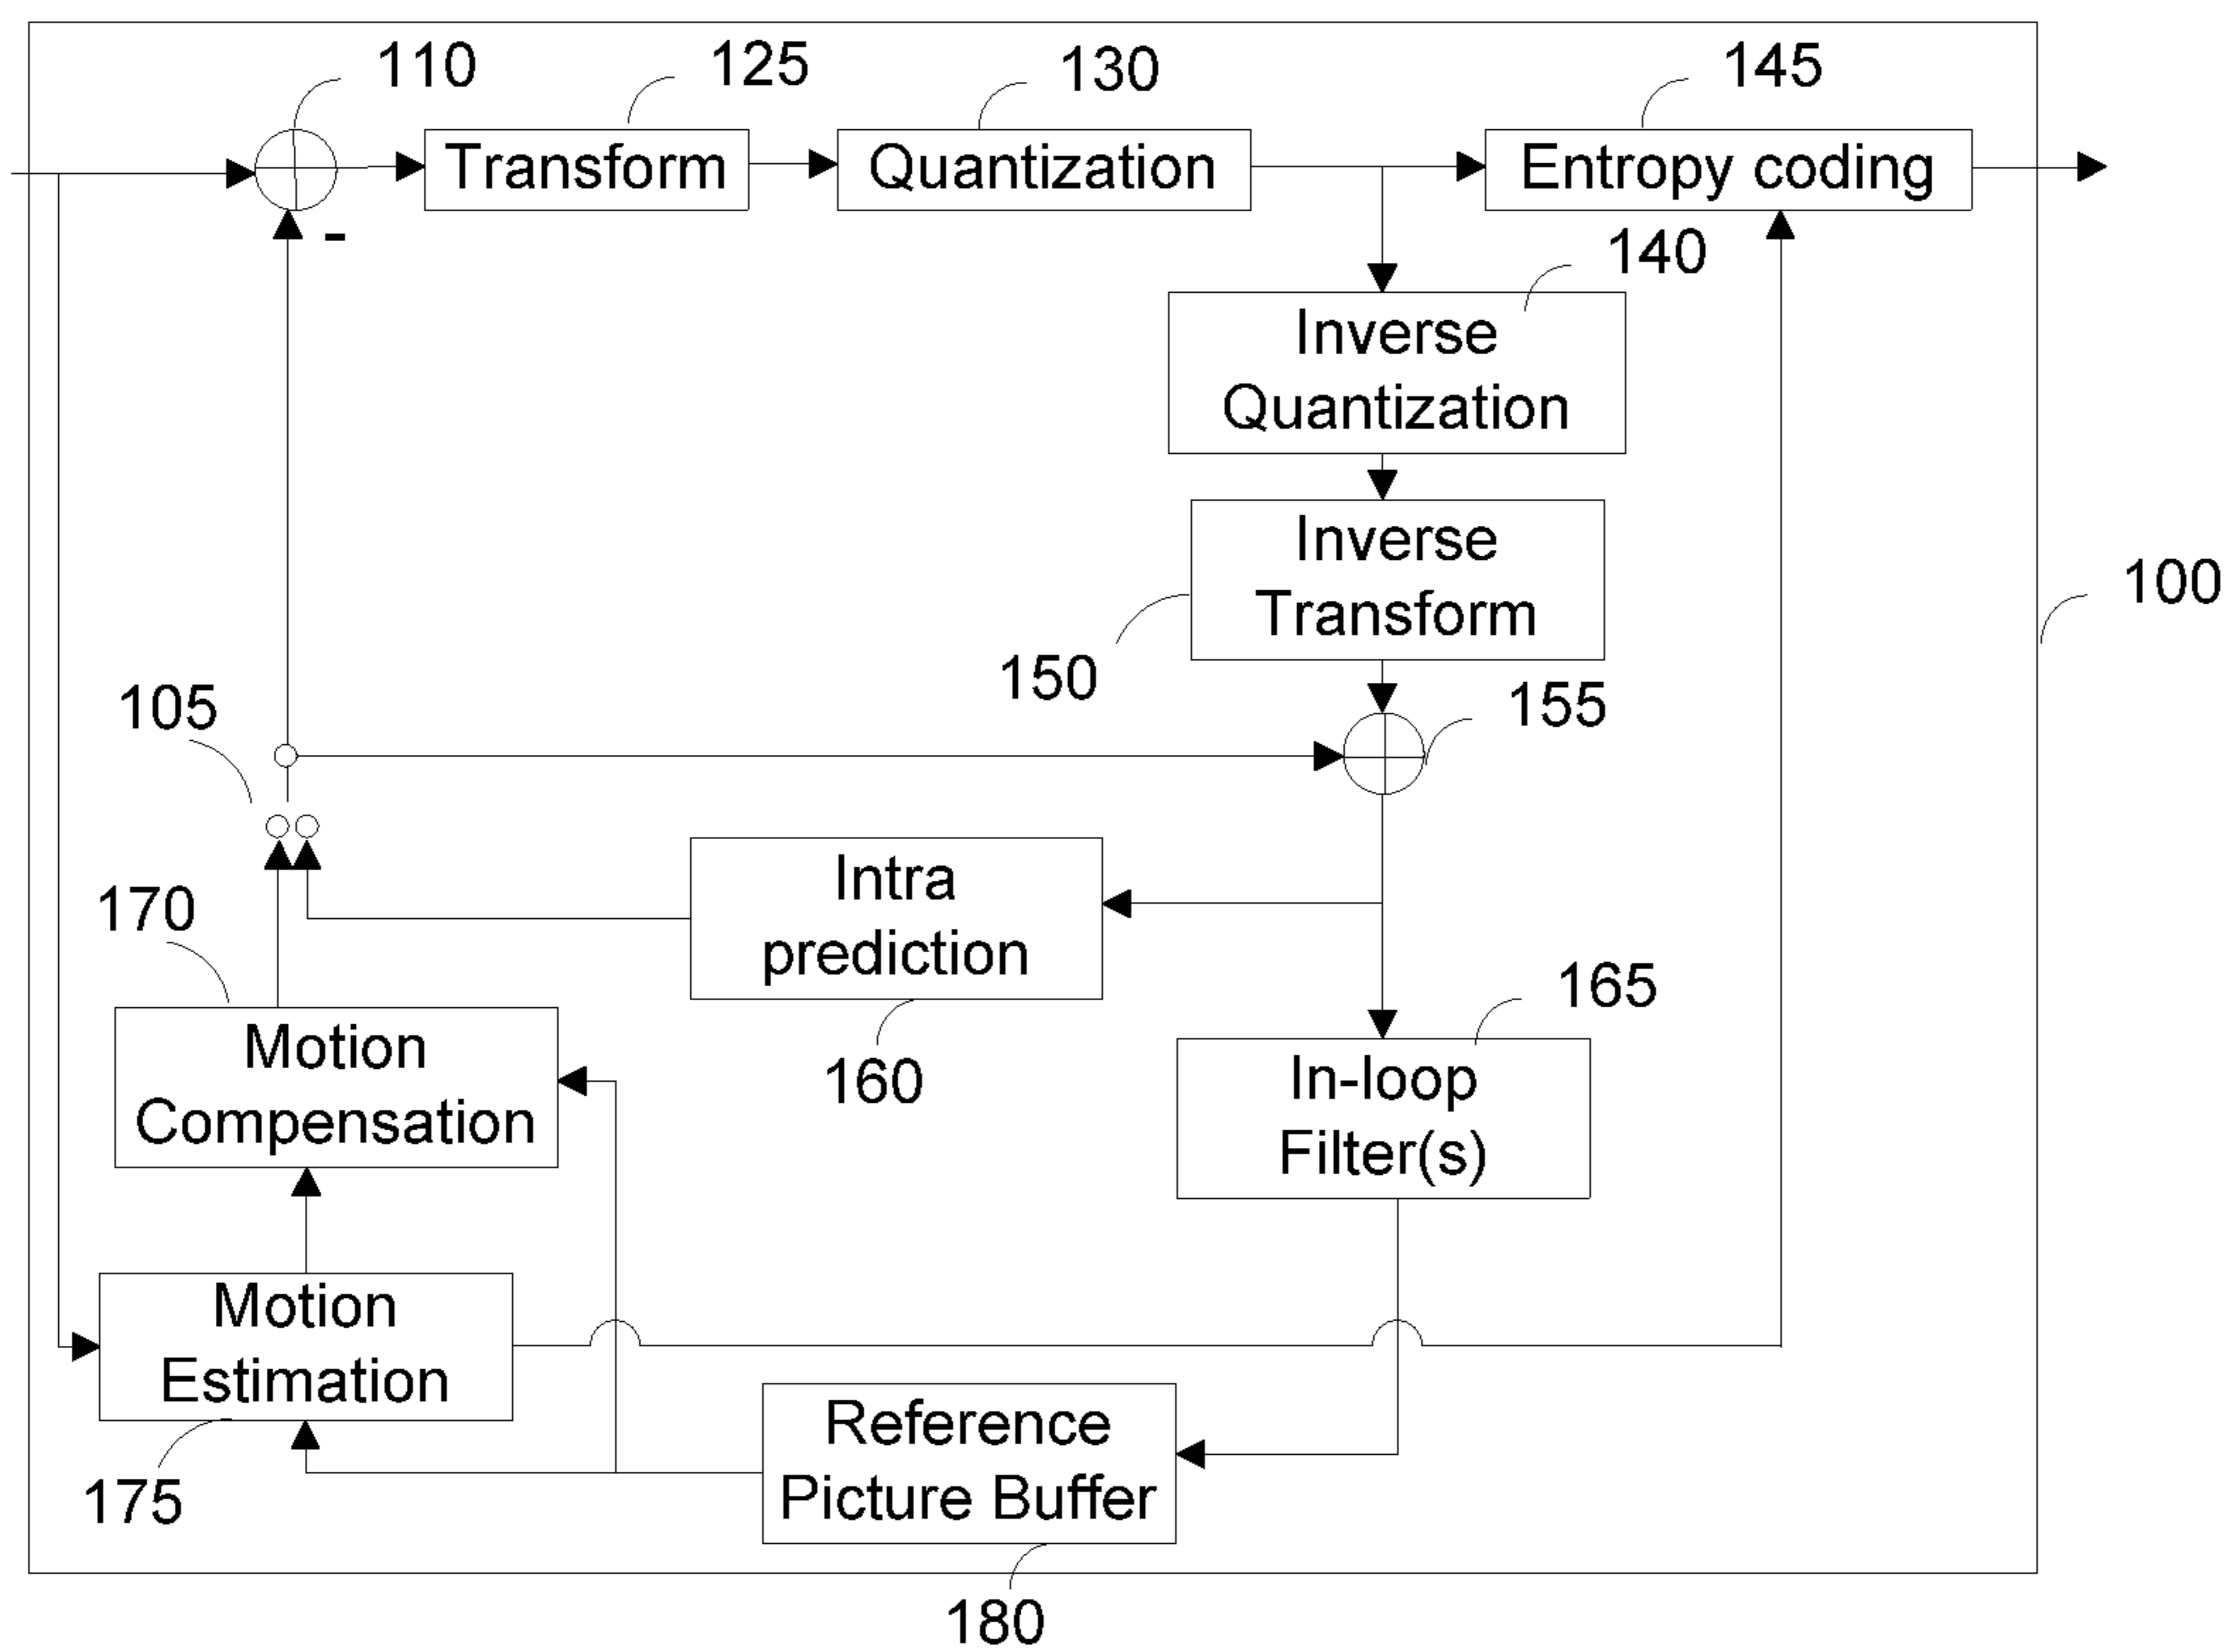 110
125
130
145
Transform
Quantization
Entropy coding
-
140
Inverse
Quantization
Inverse
Transform
100
150
155
105
Intra
prediction
170
165
160
Motion
Compensation
In-loop
Filter(s)
Motion
Estimation
Reference
Picture Buffer
175
180